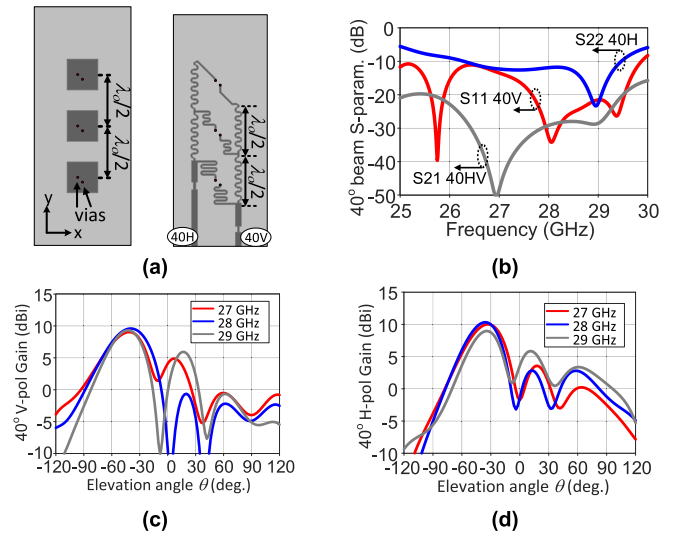 λo/2
λo/2
vias
y
x
λo/2
λo/2
40H
40V
(a)
40° beam S-param. (dB)
0
-10
-20
-30
-40
-50
S22 40H
S11 40V
S21 40HV
25 26 27 28 29 30
Frequency (GHz)
(b)
40° V-pol Gain (dBi)
15
10
5
0
-5
-10
27 GHz
28 GHz
29 GHz
-120 -90 -60 -30 0 30 60 90 120
Elevation angle θ (deg.)
(c)
40° H-pol Gain (dBi)
15
10
5
0
-5
-10
27 GHz
28 GHz
29 GHz
-120 -90 -60 -30 0 30 60 90 120
Elevation angle θ (deg.)
(d)